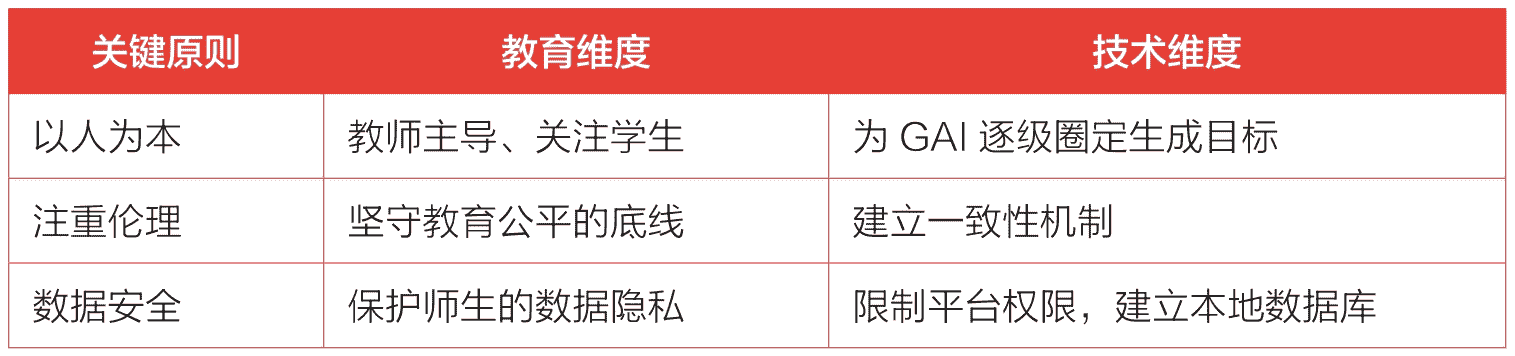 关键原则 教育维度 技术维度
以人为本 教师主导、关注学生 为 GAI 逐级圈定生成目标
注重伦理 坚守教育公平的底线 建立一致性机制
数据安全 保护师生的数据隐私 限制平台权限，建立本地数据库